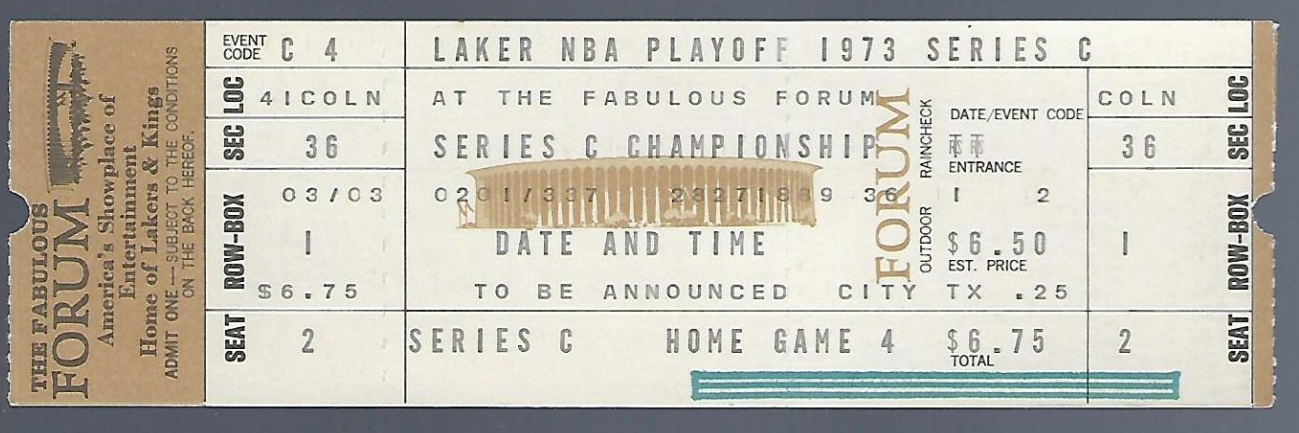 THE FABULOUS
FORUM
America's Showplace of
Entertainment
Home of Lakers & Kings
ADMIT ONE — SUBJECT TO THE CONDITIONS
ON THE BACK HEREOF.
EVENT CODE C 4
LAKER NBA PLAYOFF 1973 SERIES C
LOC 41COLN
AT THE FABULOUS FORUM
DATE/EVENT CODE
COLN LOC
SEC 36
SERIES C CHAMPIONSHIP
ENTRANCE
36 SEC
03/03
0201/337 28271889 36 1 2
FORUM
OUTDOOR RAINCHECK
ROW-BOX 1
DATE AND TIME
$6.50
EST. PRICE
1 ROW-BOX
$6.75
TO BE ANNOUNCED CITY TX .25
SEAT 2
SERIES C HOME GAME 4 $6.75
TOTAL
2 SEAT